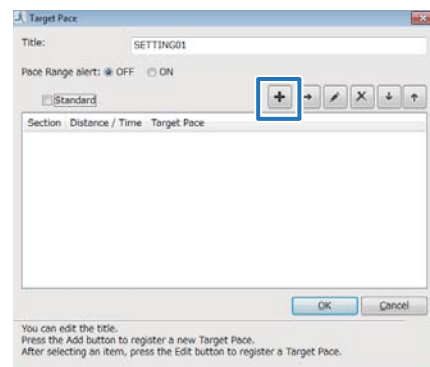 Target Pace
Title: SETTING01
Pace Range alert: OFF ON
Standard
Section Distance / Time Target Pace
OK Cancel
You can edit the title.
Press the Add button to register a new Target Pace.
After selecting an item, press the Edit button to register a Target Pace.